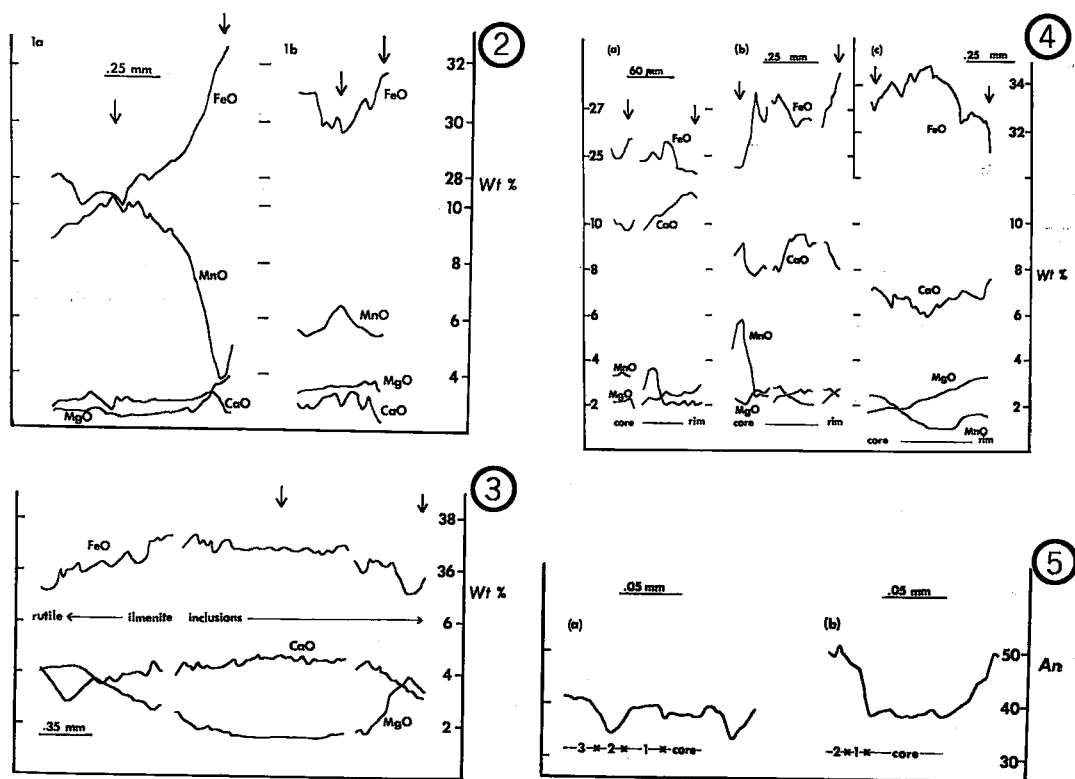 1a
1b
②
.25 mm
FeO
FeO
MnO
MnO
MgO
CaO
MgO
CaO
32
30
28
Wt %
10
8
6
4
④
(a)
(b)
(c)
60 µm
.25 mm
.25 mm
27
25
10
8
6
4
2
FeO
FeO
FeO
CaO
CaO
CaO
MnO
MnO
MnO
MgO
MgO
MgO
core rim
core rim
core rim
34
32
10
8
Wt %
6
4
2
③
38
FeO
36
Wt %
rutile ilmenite inclusions
6
CaO
4
.35 mm
MgO
2
⑤
.05 mm
.05 mm
(a)
(b)
50
An
40
30
3 × 2 × 1 × core
2 × 1 × core